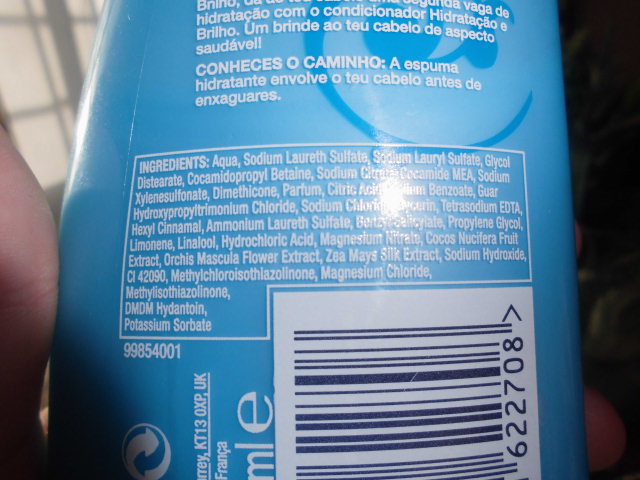 Brilho, dá ao teu cabelo uma segunda vaga de
hidratação com o condicionador Hidratação e
Brilho. Um brinde ao teu cabelo de aspecto
saudável!
CONHECES O CAMINHO: A espuma
hidratante envolve o teu cabelo antes de
enxaguares.
INGREDIENTS: Aqua, Sodium Laureth Sulfate, Sodium Lauryl Sulfate, Glycol
Distearate, Cocamidopropyl Betaine, Sodium Citrate, Cocamide MEA, Sodium
Xylenesulfonate, Dimethicone, Parfum, Citric Acid, Sodium Benzoate, Guar
Hydroxypropyltrimonium Chloride, Sodium Chloride, Glycerin, Tetrasodium EDTA,
Hexyl Cinnamal, Ammonium Laureth Sulfate, Benzyl Salicylate, Propylene Glycol,
Limonene, Linalool, Hydrochloric Acid, Magnesium Nitrate, Cocos Nucifera Fruit
Extract, Orchis Mascula Flower Extract, Zea Mays Silk Extract, Sodium Hydroxide,
CI 42090, Methylchloroisothiazolinone, Magnesium Chloride,
Methylisothiazolinone,
DMDM Hydantoin,
Potassium Sorbate
99854001
rrey, KT13 0XP, UK
França
ml e
622708 >